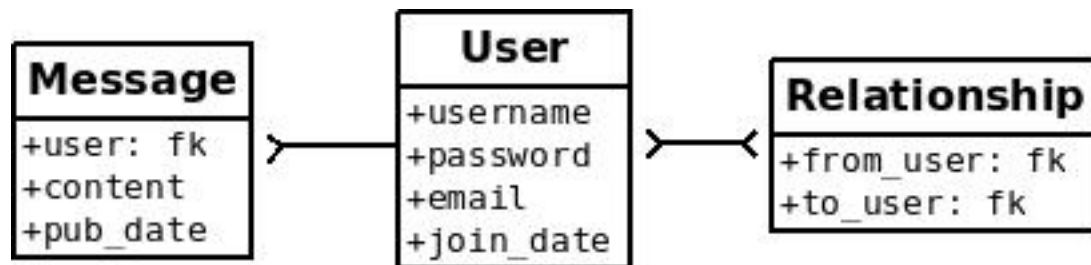 Message
+user: fk
+content
+pub_date
User
+username
+password
+email
+join_date
Relationship
+from_user: fk
+to_user: fk